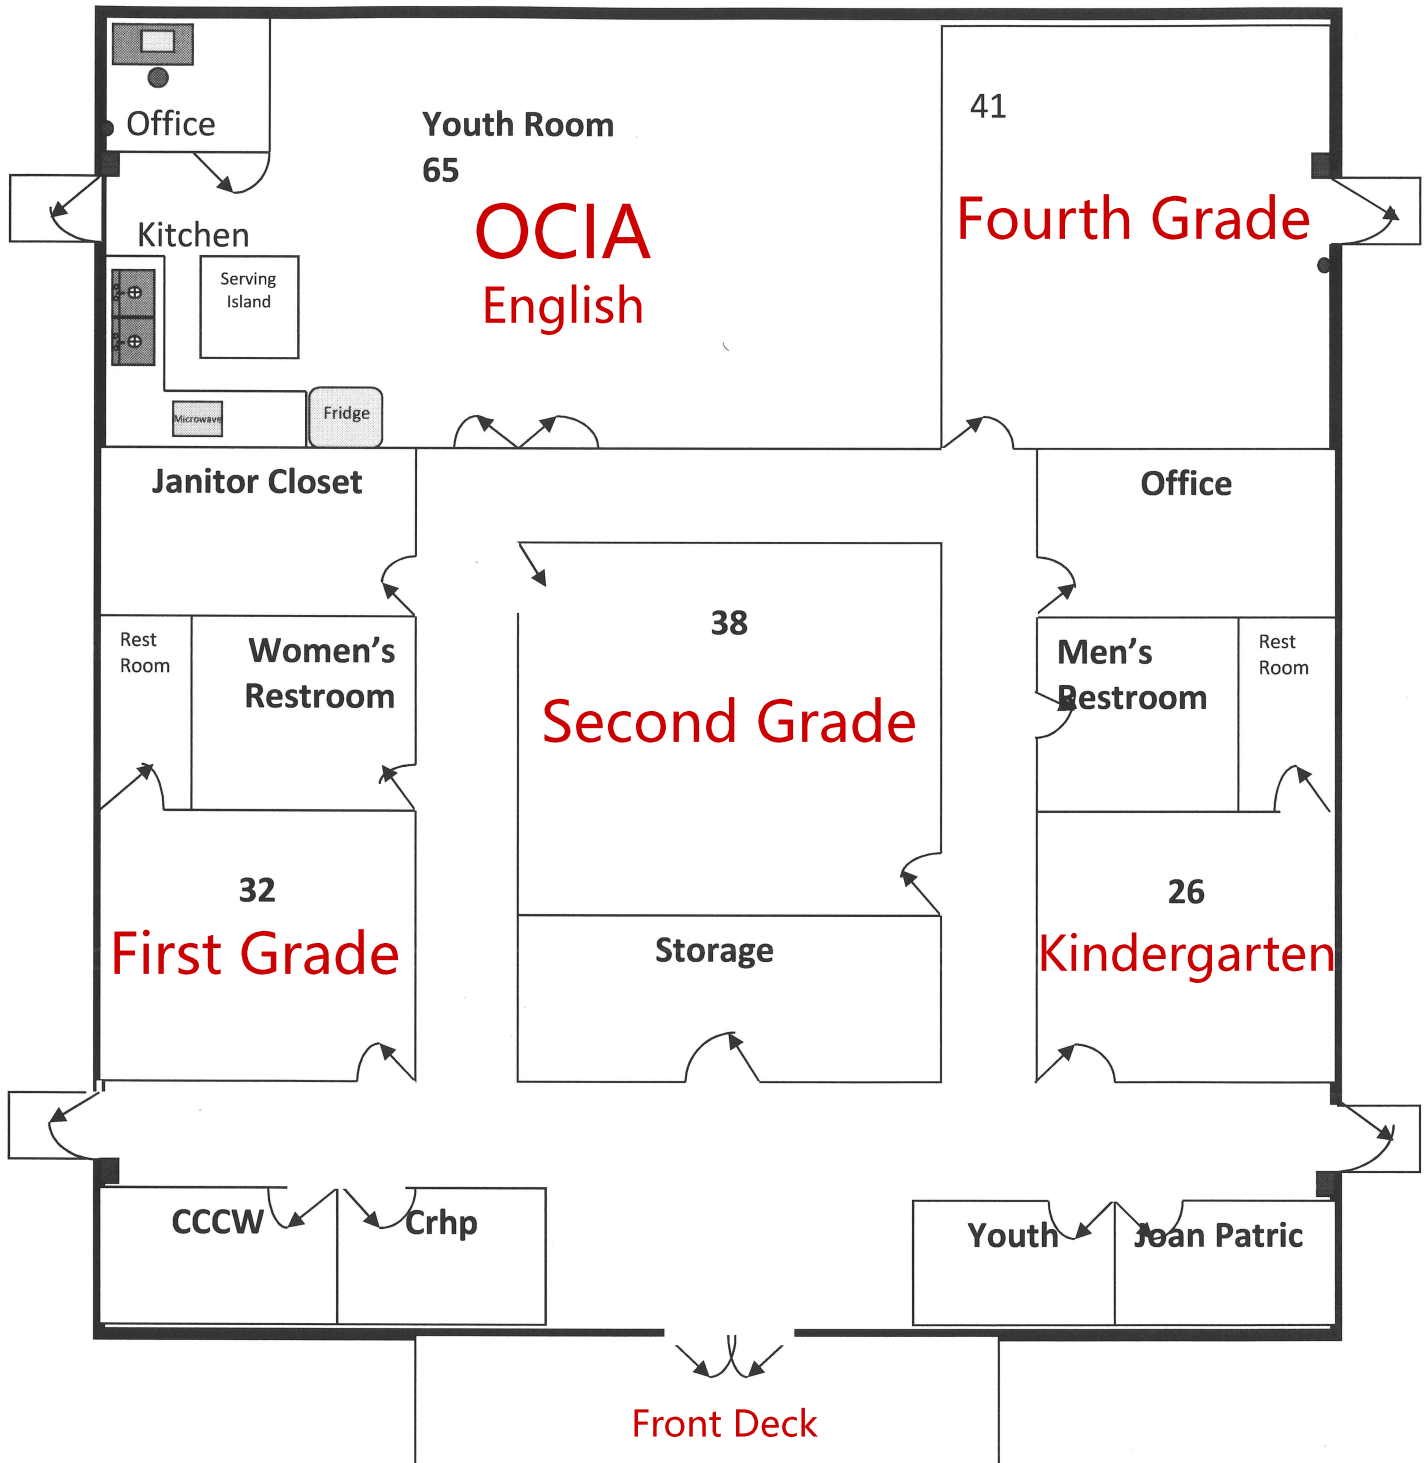 Office
Youth Room
65
41
OCIA
English
Fourth Grade
Kitchen
Serving
Island
Microwave
Fridge
Janitor Closet
Office
38
Rest
Room
Women's
Restroom
Second Grade
Men's
Restroom
Rest
Room
32
First Grade
26
Kindergarten
Storage
CCCW
Crhp
Youth
Joan Patric
Front Deck